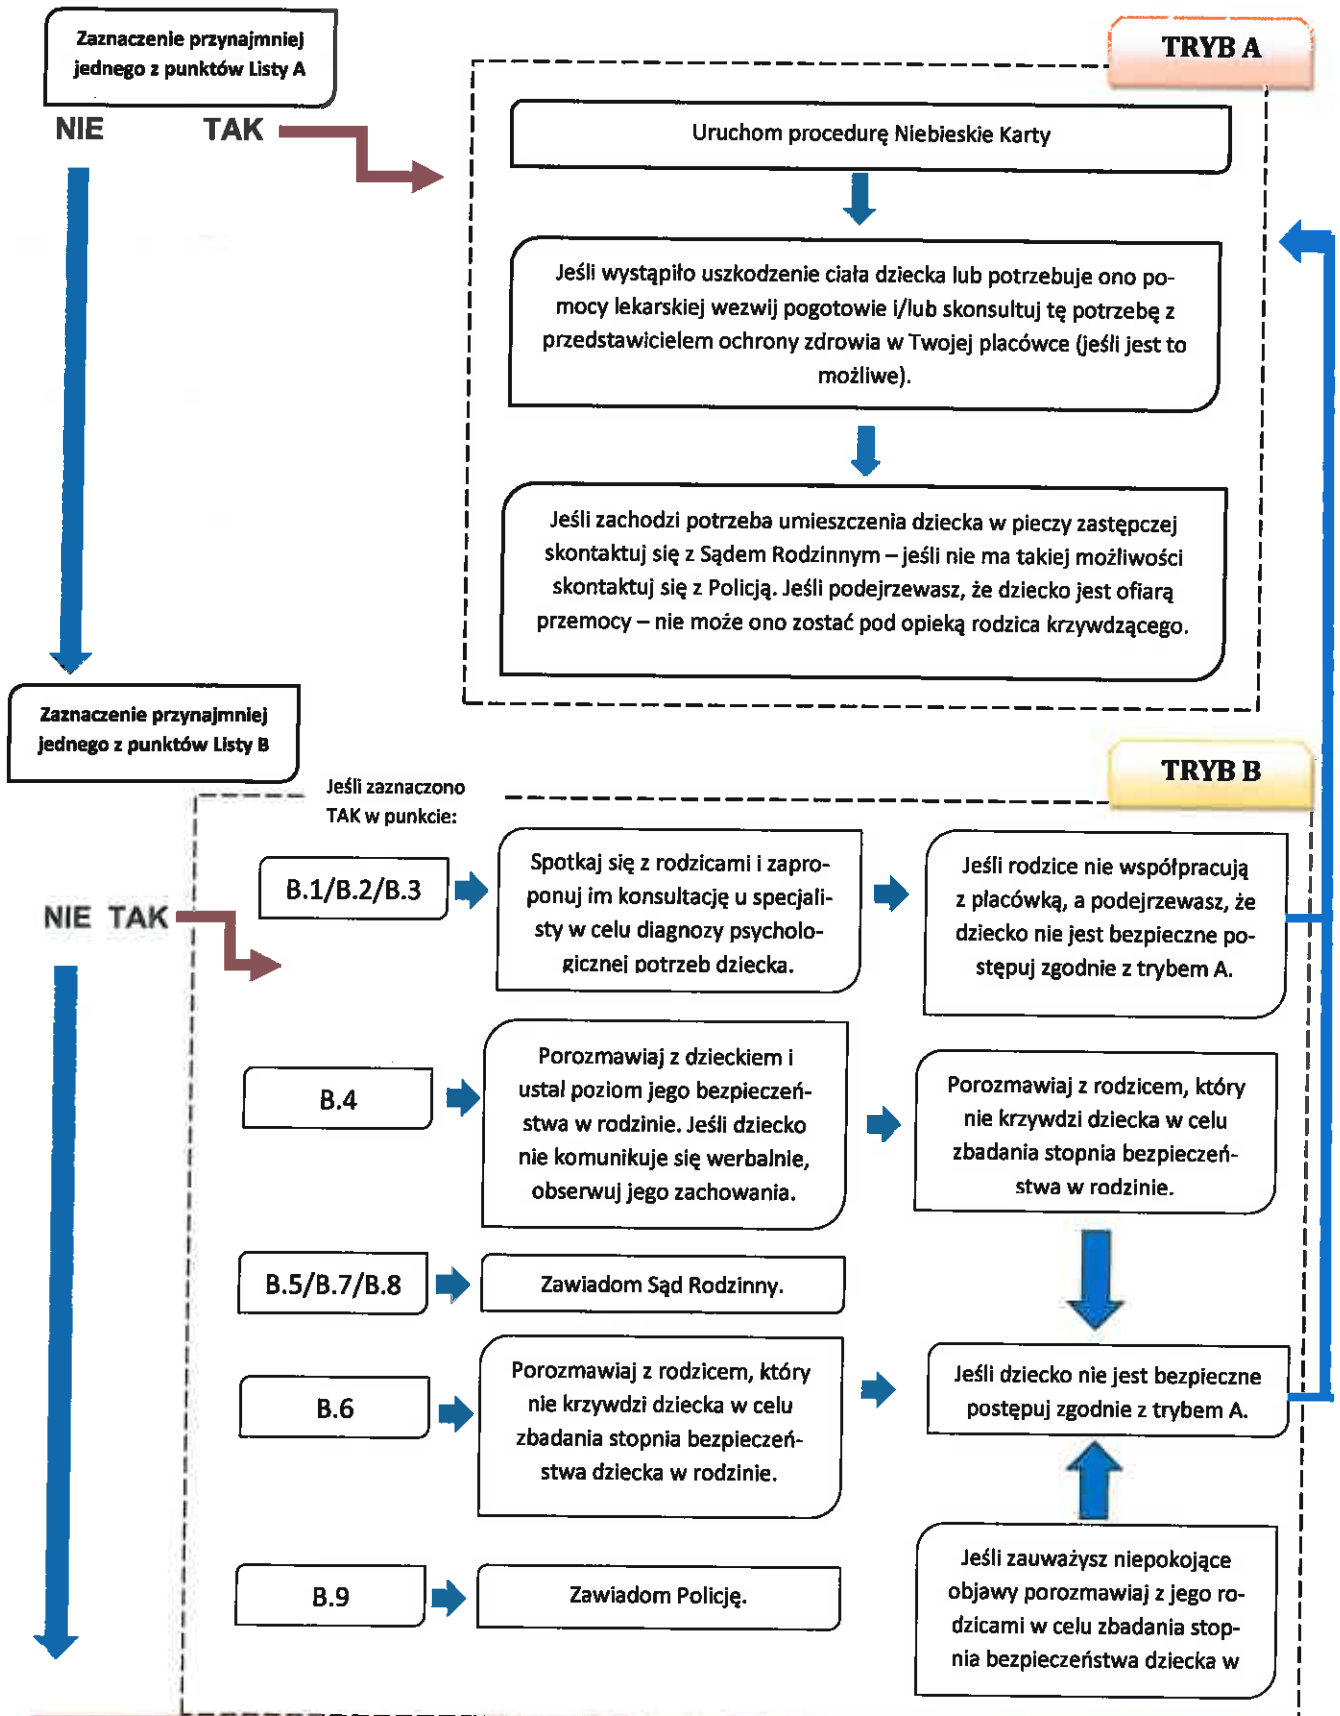 Zaznaczenie przynajmniej
jednego z punktów Listy A
NIE TAK
TRYB A
Uruchom procedurę Niebieskie Karty
Jeśli wystąpiło uszkodzenie ciała dziecka lub potrzebuje ono po-
mocy lekarskiej wezwij pogotowie i/lub skonsultuj tę potrzebę z
przedstawicielem ochrony zdrowia w Twojej placówce (jeśli jest to
możliwe).
Jeśli zachodzi potrzeba umieszczenia dziecka w pieczy zastępczej
skontaktuj się z Sądem Rodzinnym – jeśli nie ma takiej możliwości
skontaktuj się z Policją. Jeśli podejrzewasz, że dziecko jest ofiarą
przemocy – nie może ono zostać pod opieką rodzica krzywdzącego.
Zaznaczenie przynajmniej
jednego z punktów Listy B
NIE TAK
TRYB B
Jeśli zaznaczono
TAK w punkcie:
B.1/B.2/B.3
Spotkaj się z rodzicami i zapro-
ponuj im konsultację u specjali-
sty w celu diagnozy psycholo-
gicznej potrzeb dziecka.
Jeśli rodzice nie współpracują
z placówką, a podejrzewasz, że
dziecko nie jest bezpieczne po-
stępuj zgodnie z trybem A.
B.4
Porozmawiaj z dzieckiem i
ustal poziom jego bezpieczeń-
stwa w rodzinie. Jeśli dziecko
nie komunikuje się werbalnie,
obserwuj jego zachowania.
Porozmawiaj z rodzicem, który
nie krzywdzi dziecka w celu
zbadania stopnia bezpieczeń-
stwa w rodzinie.
B.5/B.7/B.8
Zawiadom Sąd Rodzinny.
B.6
Porozmawiaj z rodzicem, który
nie krzywdzi dziecka w celu
zbadania stopnia bezpieczeń-
stwa dziecka w rodzinie.
Jeśli dziecko nie jest bezpieczne
postępuj zgodnie z trybem A.
B.9
Zawiadom Policję.
Jeśli zauważysz niepokojące
objawy porozmawiaj z jego ro-
dzicami w celu zbadania stop-
nia bezpieczeństwa dziecka w